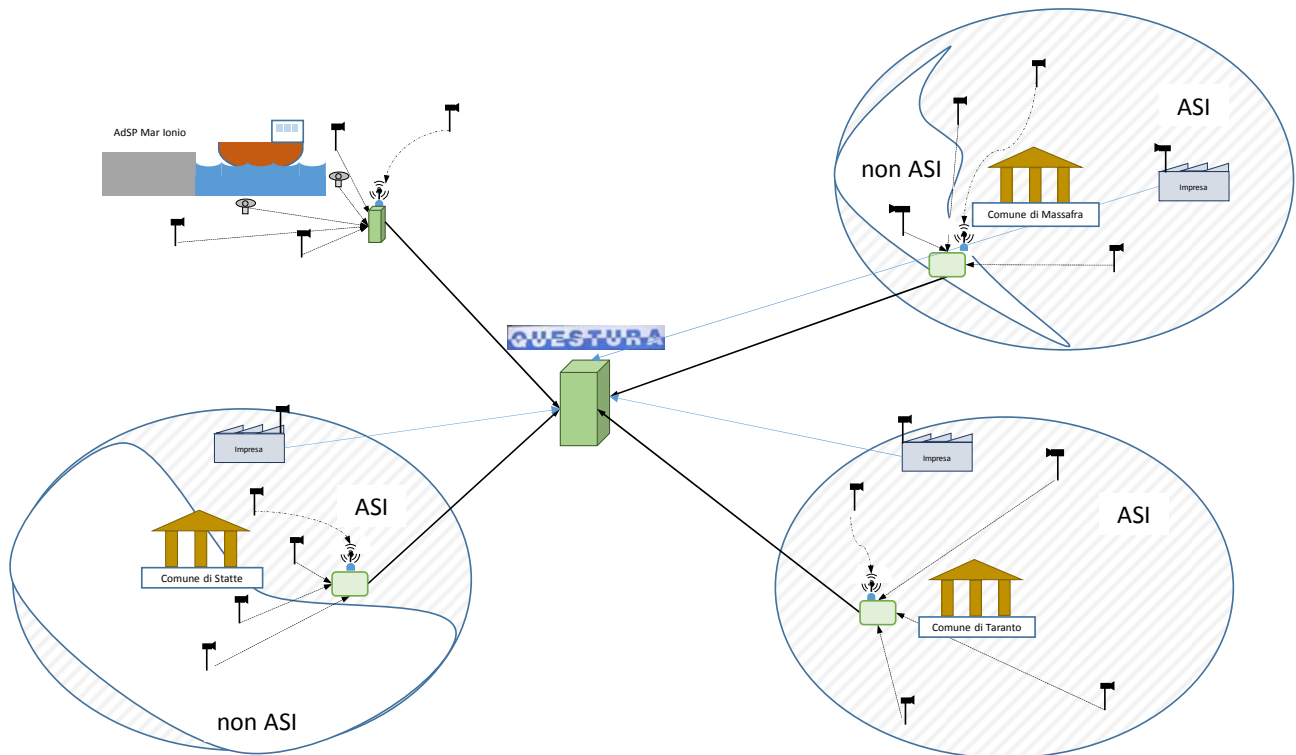 AdSP Mar Ionio
ASI
non ASI
Comune di Massafra
Impresa
QUESTURA
Impresa
ASI
Comune di Statte
non ASI
Impresa
ASI
Comune di Taranto